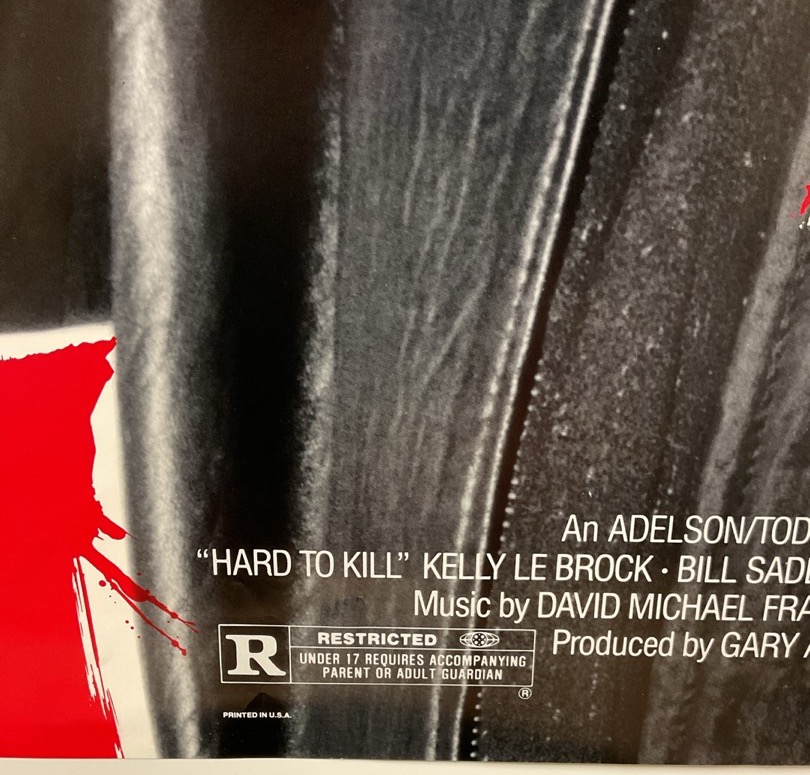 An ADELSON/TOD
“HARD TO KILL” KELLY LE BROCK · BILL SADL
Music by DAVID MICHAEL FRA
Produced by GARY A
R
RESTRICTED
UNDER 17 REQUIRES ACCOMPANYING
PARENT OR ADULT GUARDIAN
®
PRINTED IN U.S.A.